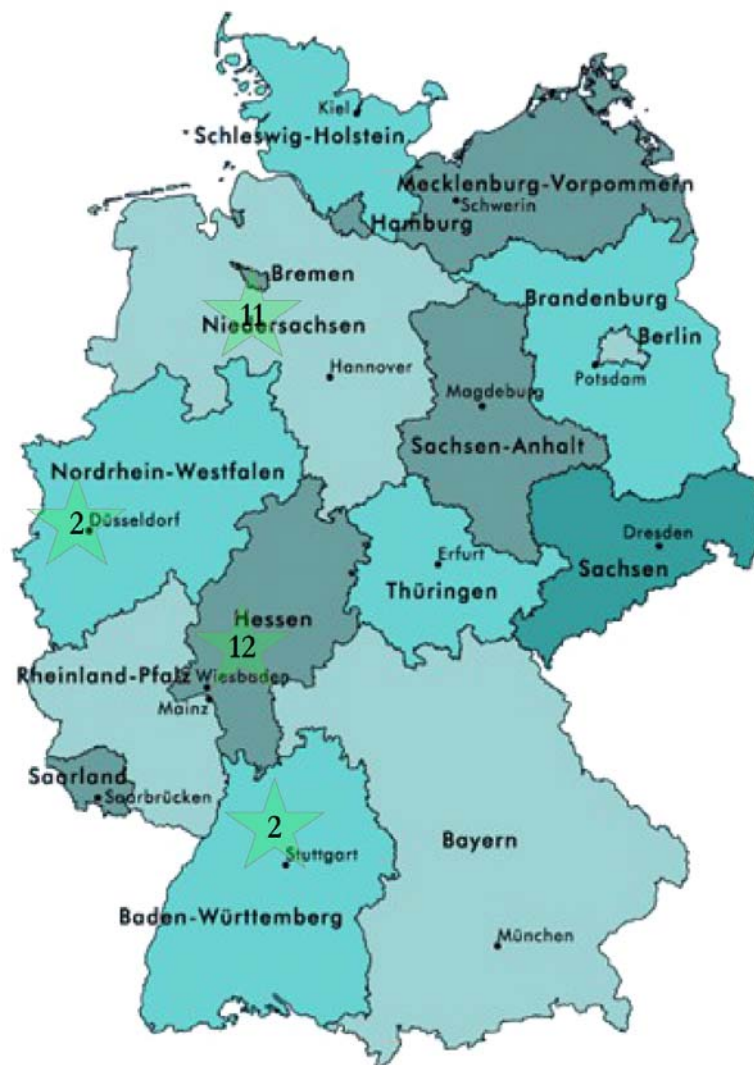 Kiel
Schleswig-Holstein
Mecklenburg-Vorpommern
Schwerin
Hamburg
Bremen
11
Niedersachsen
Brandenburg
Berlin
Hannover
Potsdam
Magdeburg
Sachsen-Anhalt
Nordrhein-Westfalen
2
Düsseldorf
Dresden
Erfurt
Sachsen
Thüringen
Hessen
12
Rheinland-Pfalz
Wiesbaden
Mainz
Saarland
Saarbrücken
2
Stuttgart
Bayern
Baden-Württemberg
München